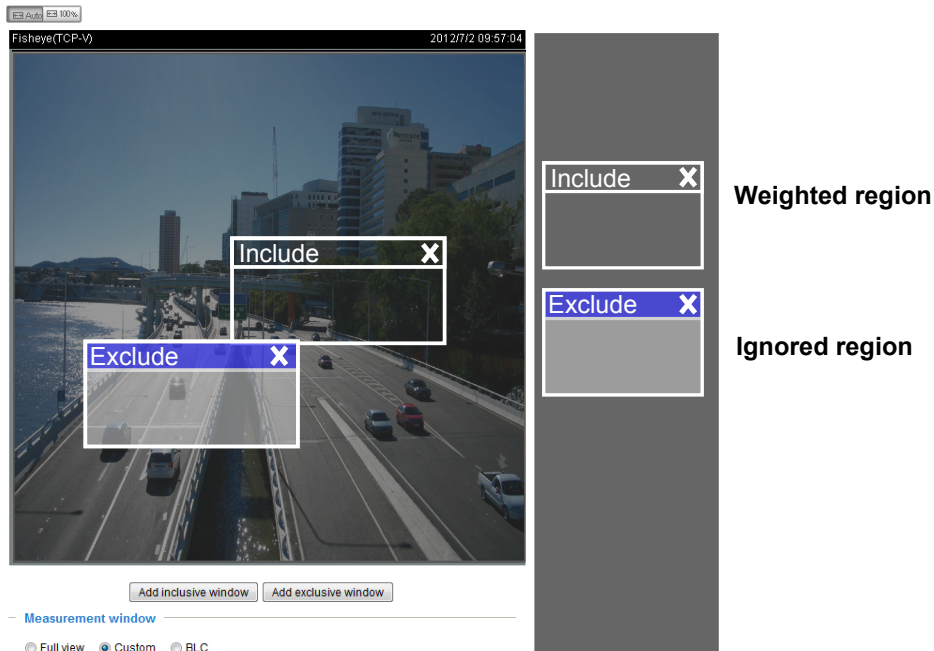 Auto 100%
Fisheye(TCP-V) 2012/7/2 09:57:04
Include
Weighted region
Include
Exclude
Ignored region
Exclude
Add inclusive window Add exclusive window
Measurement window
Full view Custom BLC